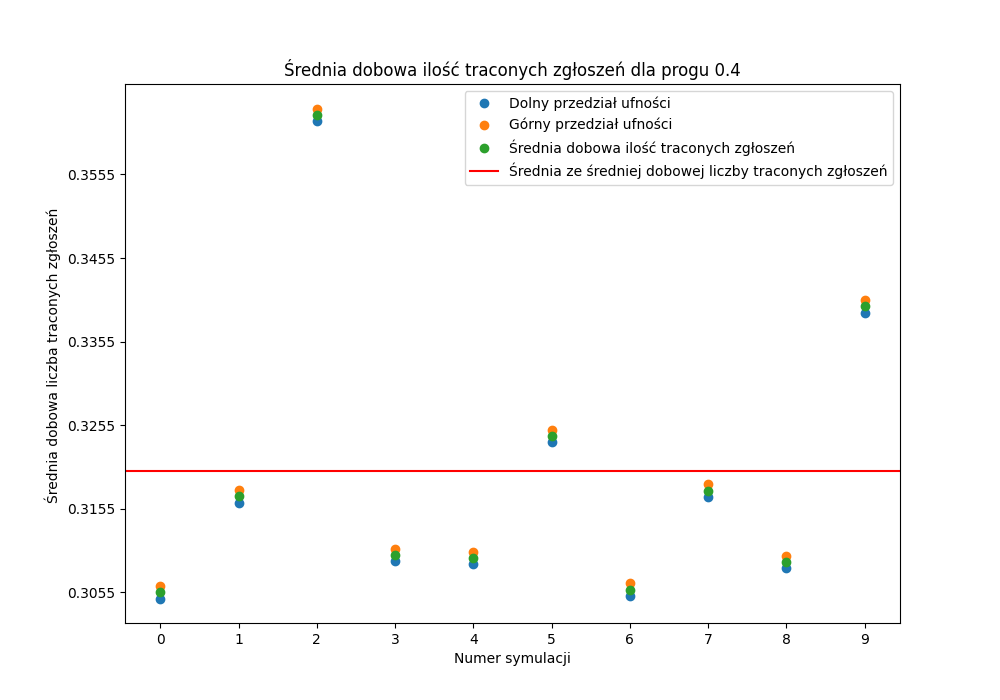 Średnia dobowa ilość traconych zgłoszeń dla progu 0.4
Dolny przedział ufności
Górny przedział ufności
Średnia dobowa ilość traconych zgłoszeń
Średnia ze średniej dobowej liczby traconych zgłoszeń
Średnia dobowa liczba traconych zgłoszeń
0.3555
0.3455
0.3355
0.3255
0.3155
0.3055
0 1 2 3 4 5 6 7 8 9
Numer symulacji